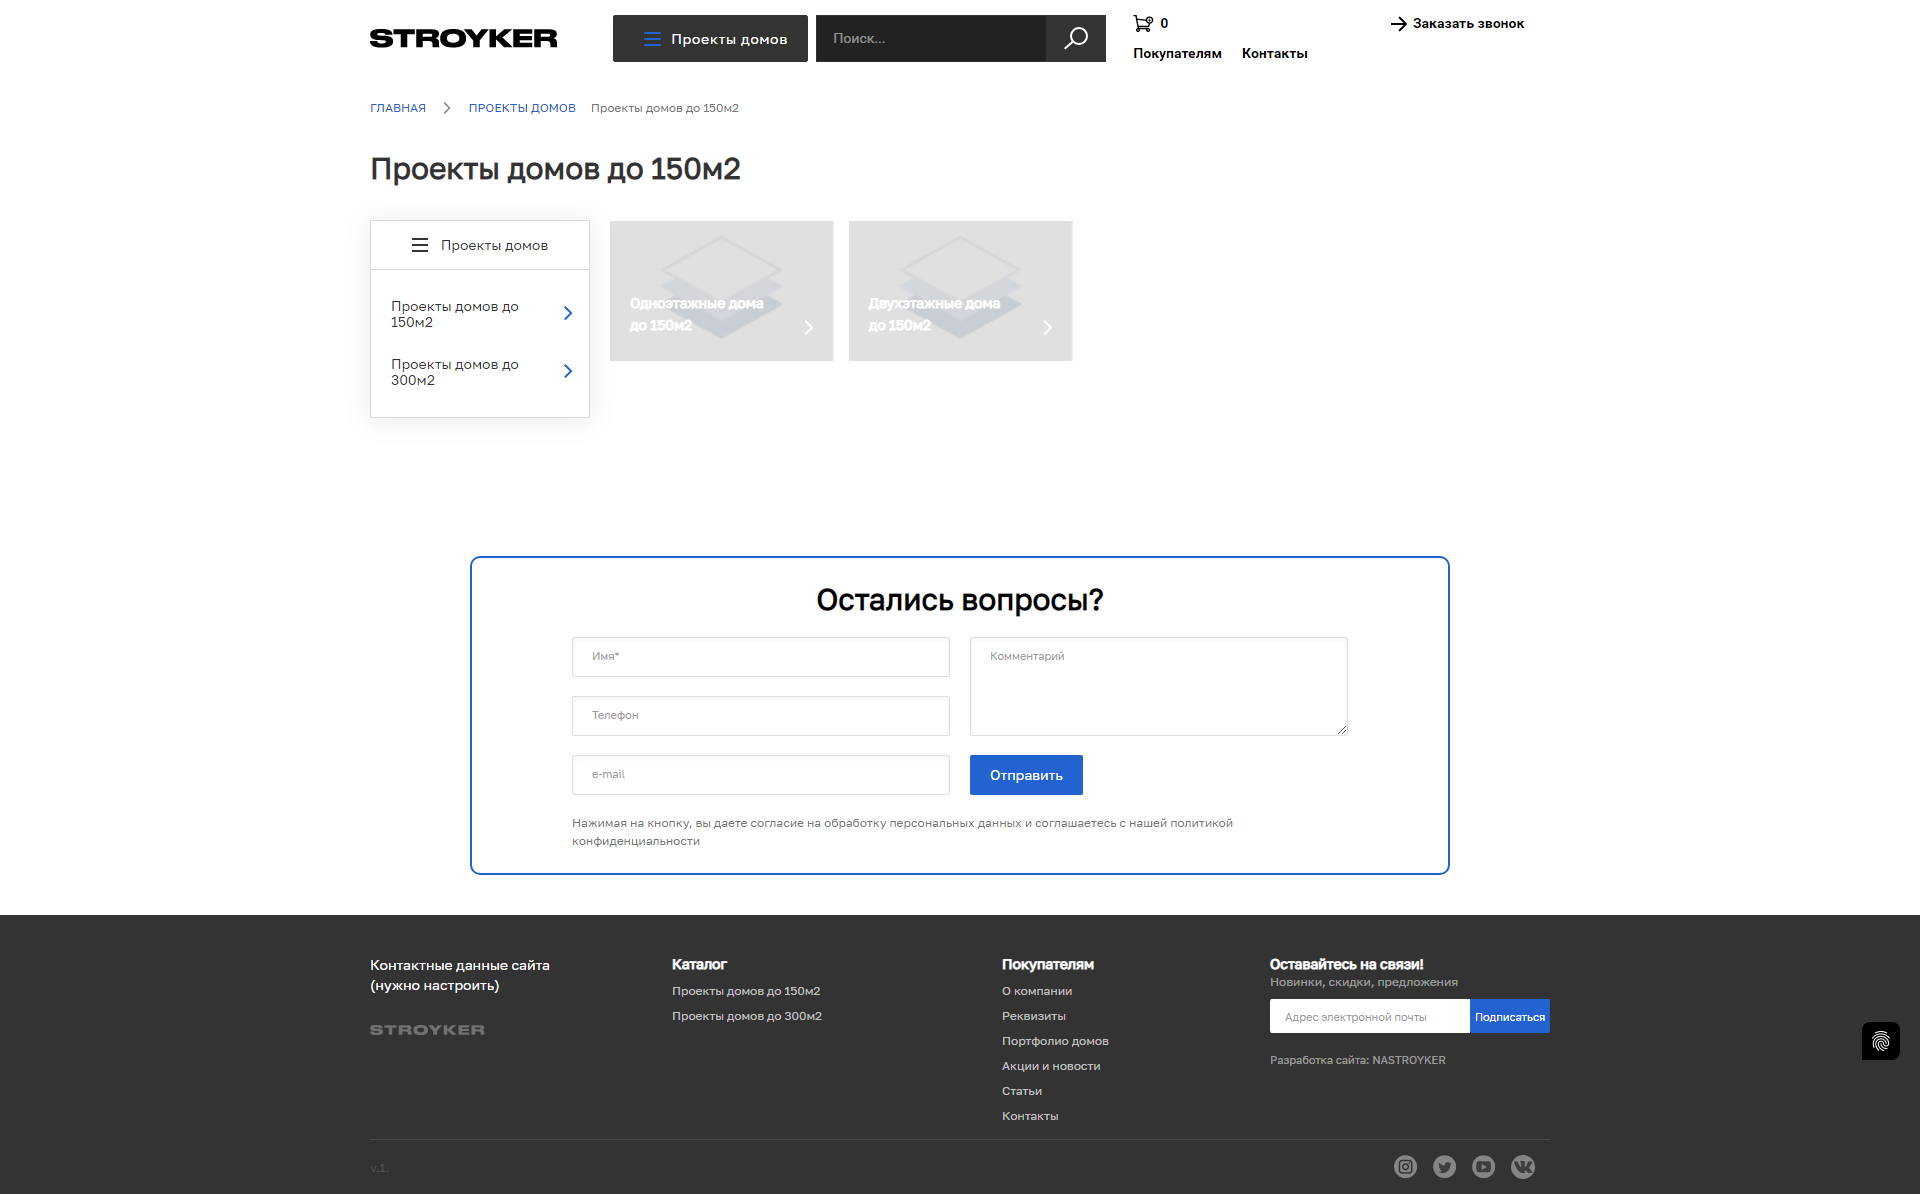 STROYKER
Проекты домов
Поиск...
0
Заказать звонок
Покупателям
Контакты
ГЛАВНАЯ
ПРОЕКТЫ ДОМОВ
Проекты домов до 150м2
Проекты домов до 150м2
Проекты домов
Проекты домов до
150м2
Проекты домов до
300м2
Одноэтажные дома
до 150м2
Двухэтажные дома
до 150м2
Остались вопросы?
Имя*
Комментарий
Телефон
e-mail
Отправить
Нажимая на кнопку, вы даете согласие на обработку персональных данных и соглашаетесь с нашей политикой
конфиденциальности
Контактные данные сайта
(нужно настроить)
STROYKER
Каталог
Проекты домов до 150м2
Проекты домов до 300м2
Покупателям
О компании
Реквизиты
Портфолио домов
Акции и новости
Статьи
Контакты
Оставайтесь на связи!
Новинки, скидки, предложения
Адрес электронной почты
Подписаться
Разработка сайта: NASTROYKER
v.1.